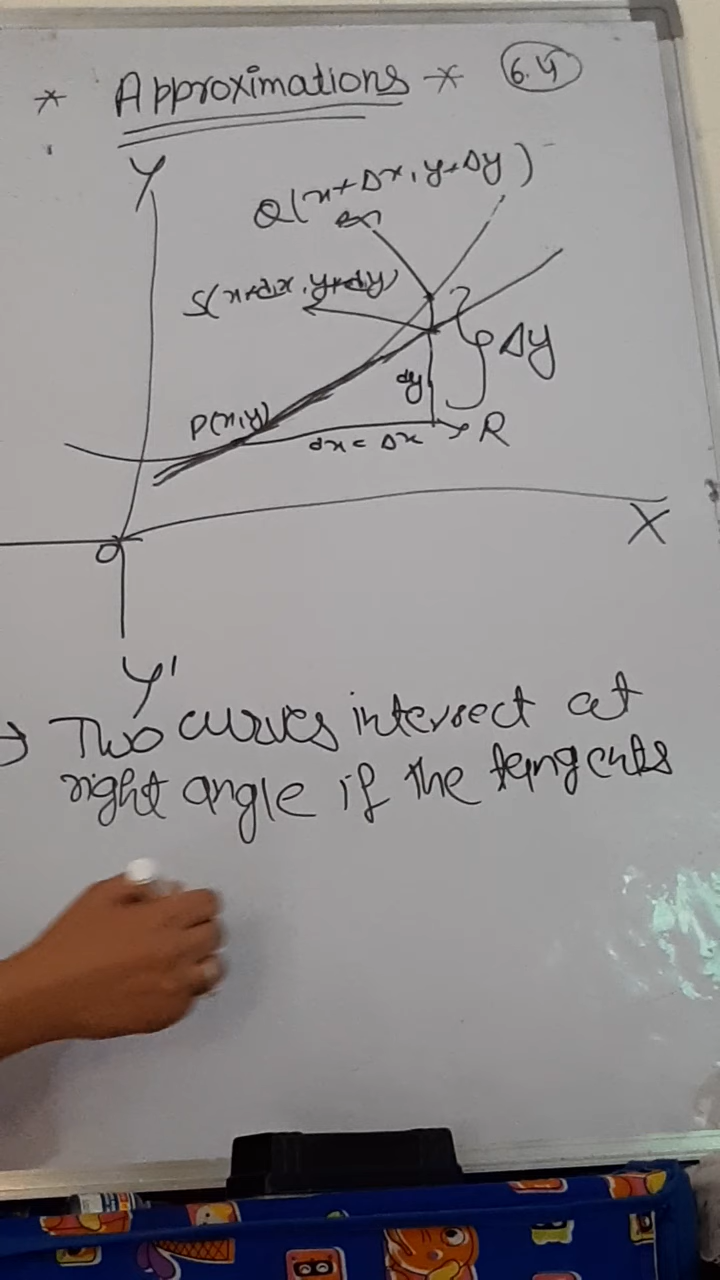 * Approximations * 6.4
Y
Q(x+Δx, y+Δy)
S(x+dx, y+dy)
Δy
dy
P(x,y)
dx = Δx
R
X
O
Y'
→ Two curves intersect at
right angle if the tangents